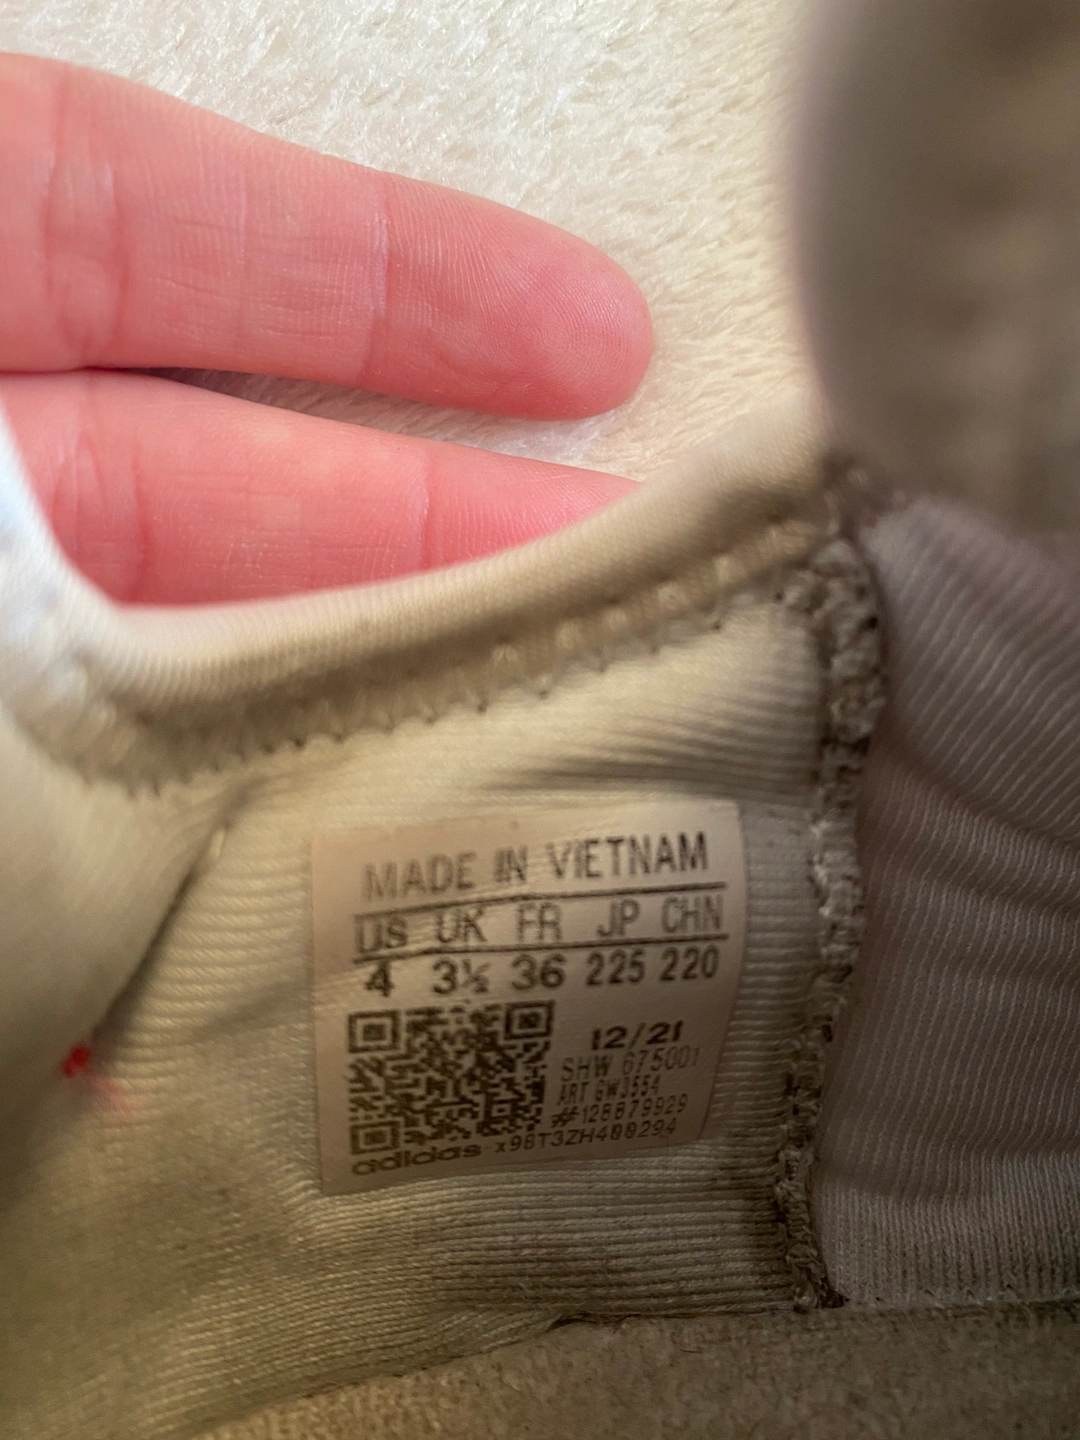 MADE IN VIETNAM
US UK FR JP CHN
4 3½ 36 225 220
12/21
SHW 675001
ART GW3554
#128879929
adidas x98T3ZH400294